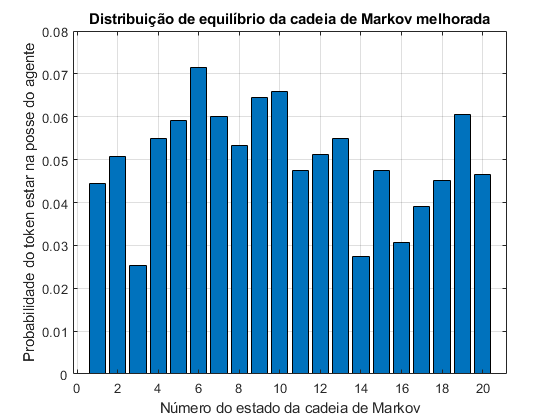 Distribuição de equilíbrio da cadeia de Markov melhorada
Probabilidade do token estar na posse do agente
0.08
0.07
0.06
0.05
0.04
0.03
0.02
0.01
0
0 2 4 6 8 10 12 14 16 18 20
Número do estado da cadeia de Markov